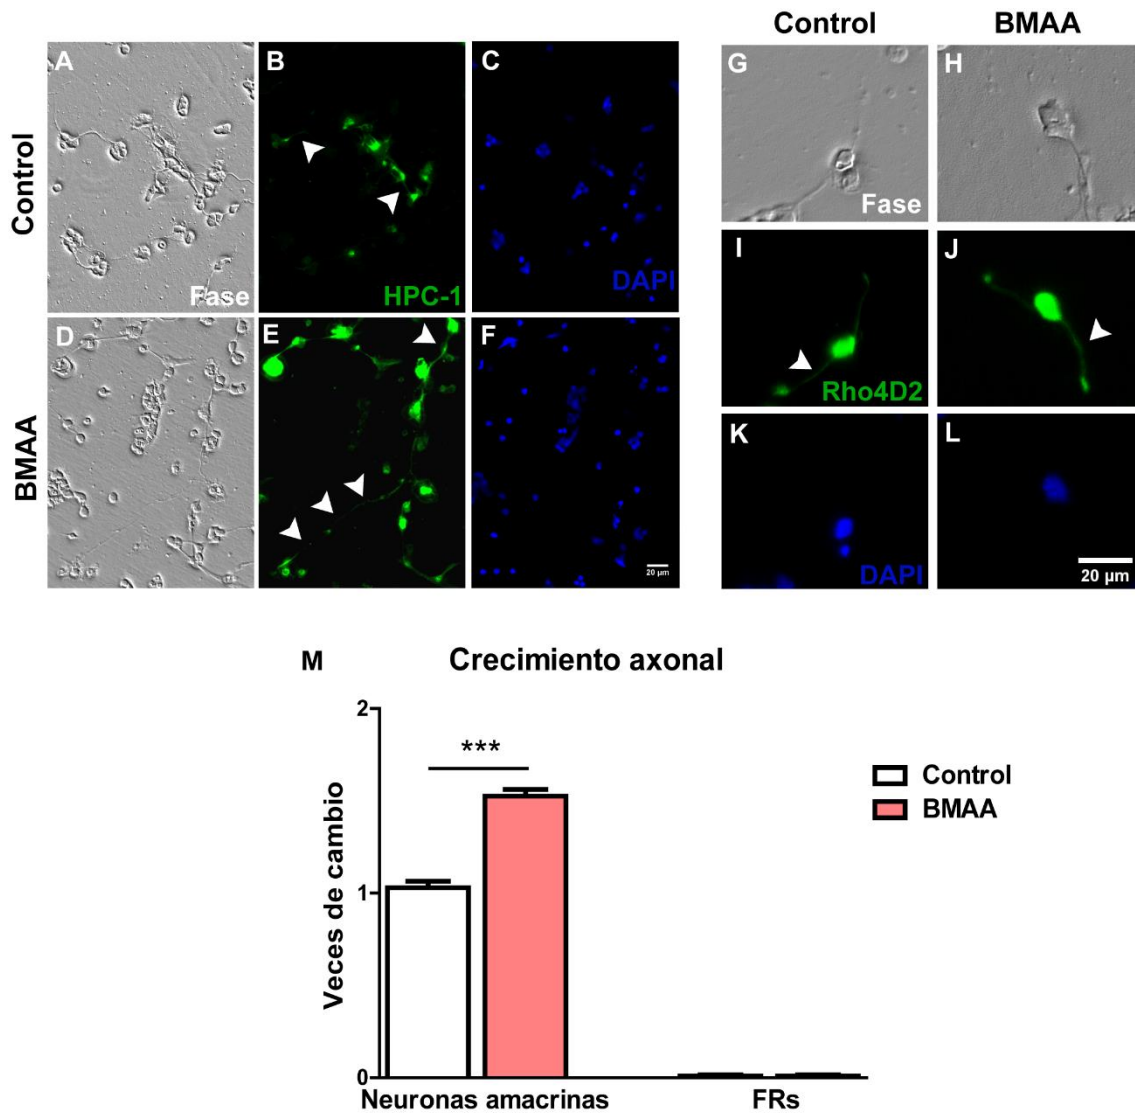 Control BMAA
Control
A
Fase
B
HPC-1
C
DAPI
BMAA
D
E
F
20 µm
G
Fase
H
I
Rho4D2
J
K
DAPI
L
20 µm
M Crecimiento axonal
Veces de cambio
2
1
0
***
Control
BMAA
Neuronas amacrinas FRs